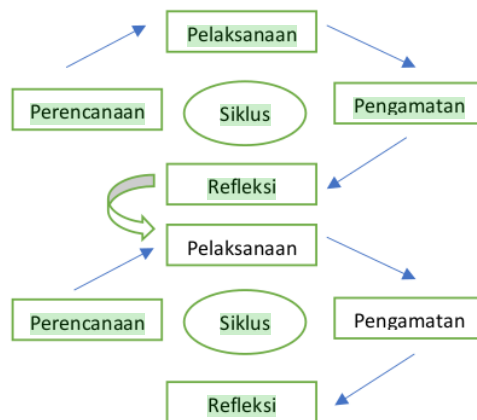 Pelaksanaan
Perencanaan
Siklus
Pengamatan
Refleksi
Pelaksanaan
Perencanaan
Siklus
Pengamatan
Refleksi